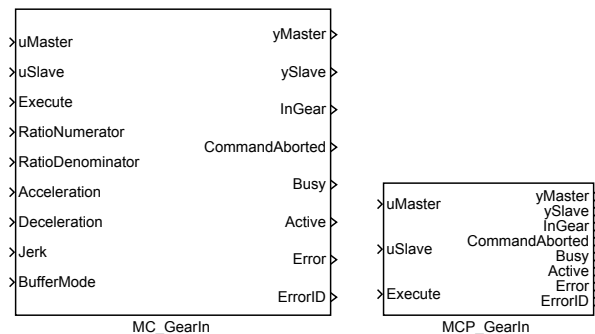 uMaster
uSlave
Execute
RatioNumerator
RatioDenominator
Acceleration
Deceleration
Jerk
BufferMode
yMaster
ySlave
InGear
CommandAborted
Busy
Active
Error
ErrorID
MC_GearIn
uMaster
uSlave
Execute
yMaster
ySlave
InGear
CommandAborted
Busy
Active
Error
ErrorID
MCP_GearIn